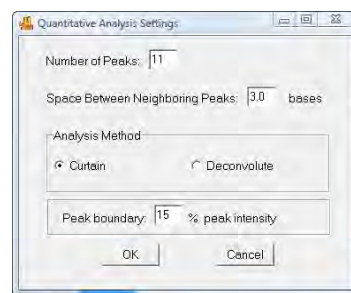 Quantitative Analysis Settings
Number of Peaks: 11
Space Between Neighboring Peaks: 3.0 bases
Analysis Method
Curtain Deconvolute
Peak boundary: 15 % peak intensity
OK Cancel